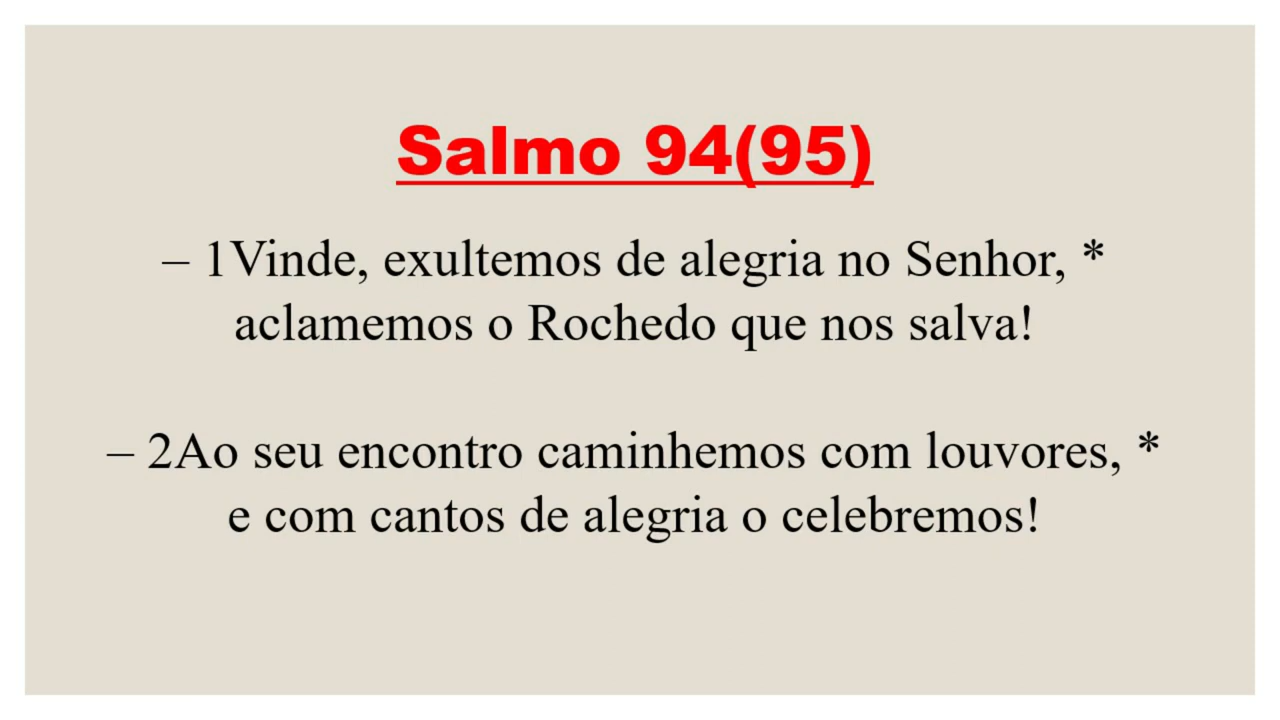 Salmo 94(95)
– 1Vinde, exultemos de alegria no Senhor, *
aclamemos o Rochedo que nos salva!
– 2Ao seu encontro caminhemos com louvores, *
e com cantos de alegria o celebremos!